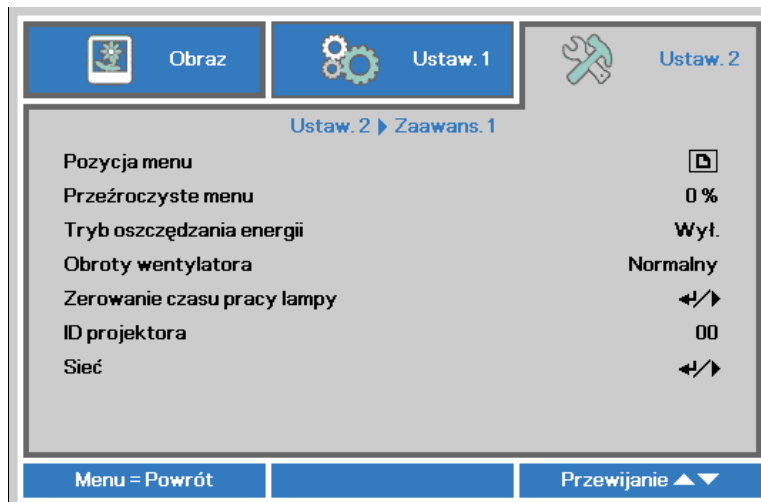 Obraz Ustaw. 1 Ustaw. 2
Ustaw. 2 Zaawans. 1
Pozycja menu
Przeźroczyste menu 0 %
Tryb oszczędzania energii Wył.
Obroty wentylatora Normalny
Zerowanie czasu pracy lampy
ID projektora 00
Sieć
Menu = Powrót Przewijanie